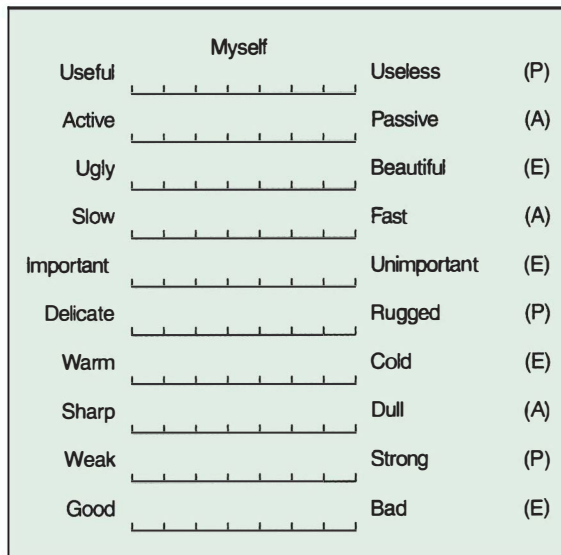 Myself
Useful Useless (P)
Active Passive (A)
Ugly Beautiful (E)
Slow Fast (A)
Important Unimportant (E)
Delicate Rugged (P)
Warm Cold (E)
Sharp Dull (A)
Weak Strong (P)
Good Bad (E)